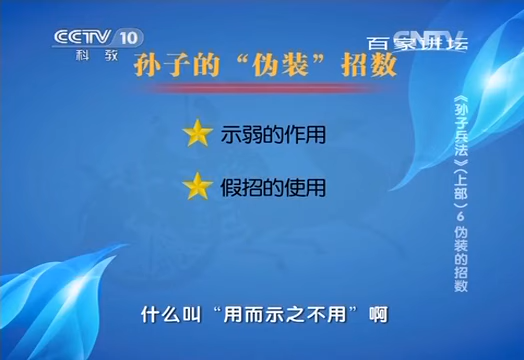 CCTV 10
科教
百家讲坛
CNTV
孙子的“伪装”招数
示弱的作用
假招的使用
《孙子兵法》(上部)6 伪装的招数
什么叫“用而示之不用”啊